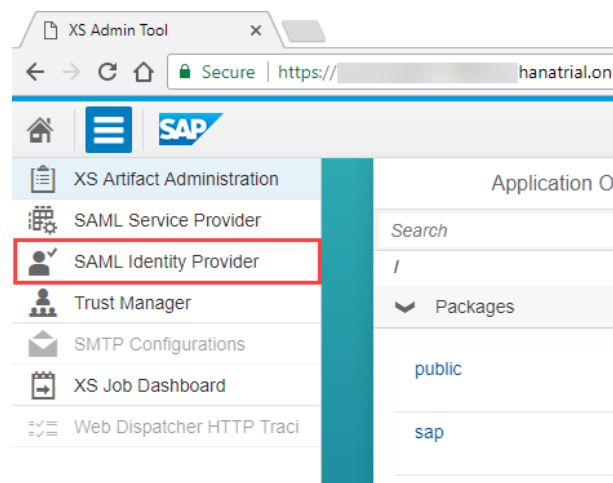 XS Admin Tool
Secure https:// hanatrial.on
SAP
XS Artifact Administration
Application O
SAML Service Provider
Search
SAML Identity Provider
/
Trust Manager
Packages
SMTP Configurations
public
XS Job Dashboard
Web Dispatcher HTTP Traci
sap